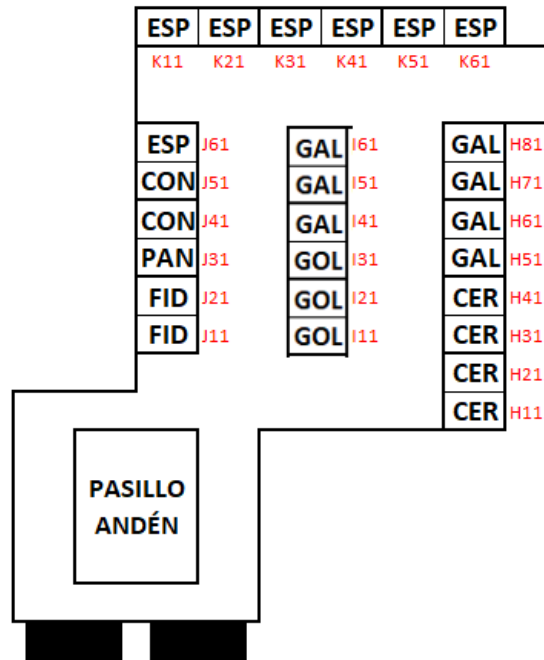 ESP ESP ESP ESP ESP ESP
K11 K21 K31 K41 K51 K61
ESP J61 GAL I61 GAL H81
CON J51 GAL I51 GAL H71
CON J41 GAL I41 GAL H61
PAN J31 GOL I31 GAL H51
FID J21 GOL I21 CER H41
FID J11 GOL I11 CER H31
CER H21
CER H11
PASILLO
ANDÉN